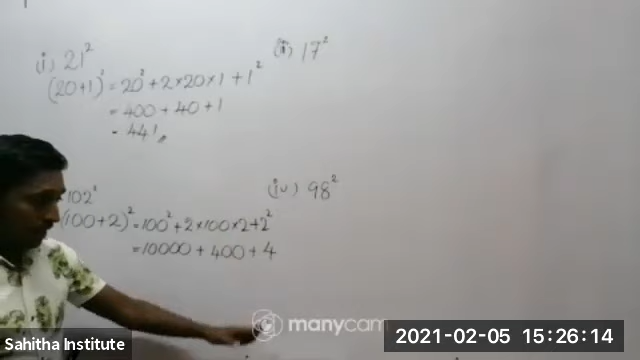 (i) 21²
(20+1)² = 20² + 2×20×1 + 1²
= 400 + 40 + 1
= 441
(ii) 17²
102²
(100+2)² = 100² + 2×100×2+2²
= 10000 + 400 + 4
(iv) 98²
manycam
Sahitha Institute
2021-02-05 15:26:14